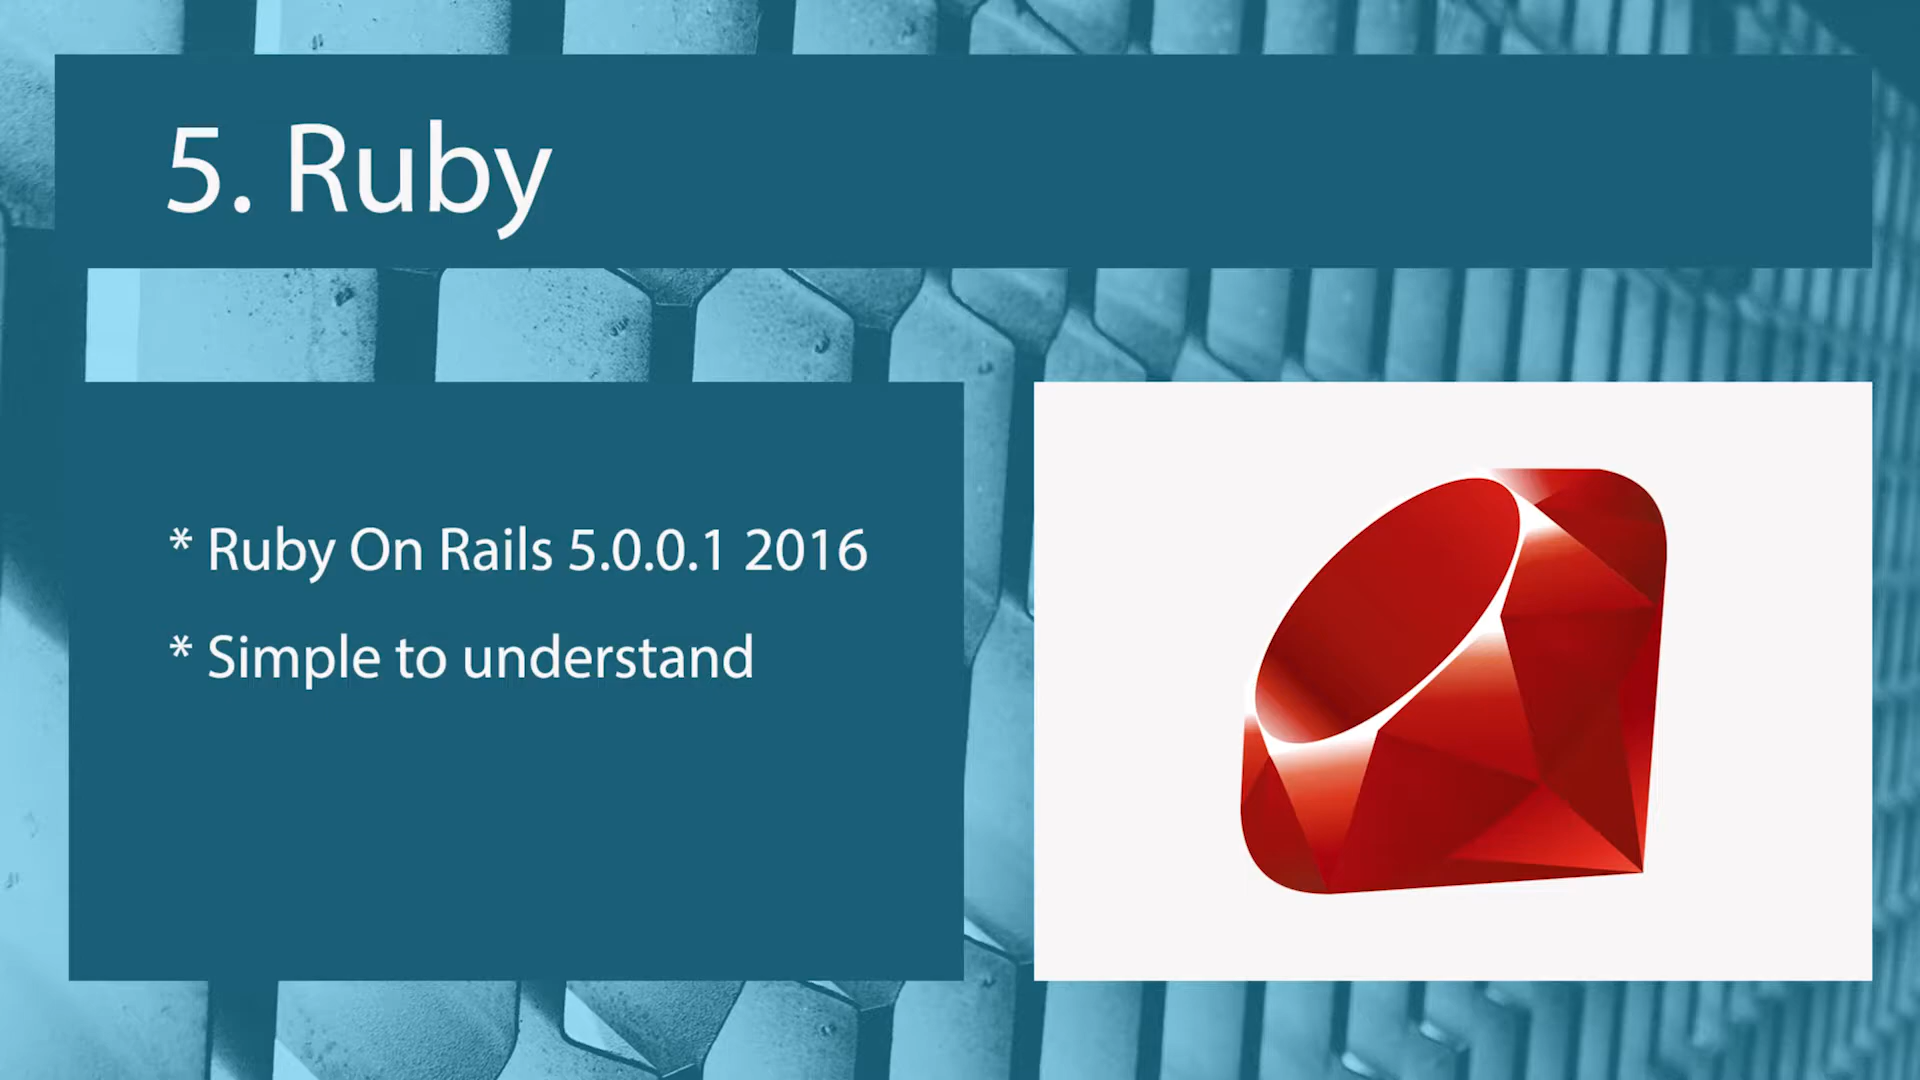 5. Ruby
* Ruby On Rails 5.0.0.1 2016
* Simple to understand